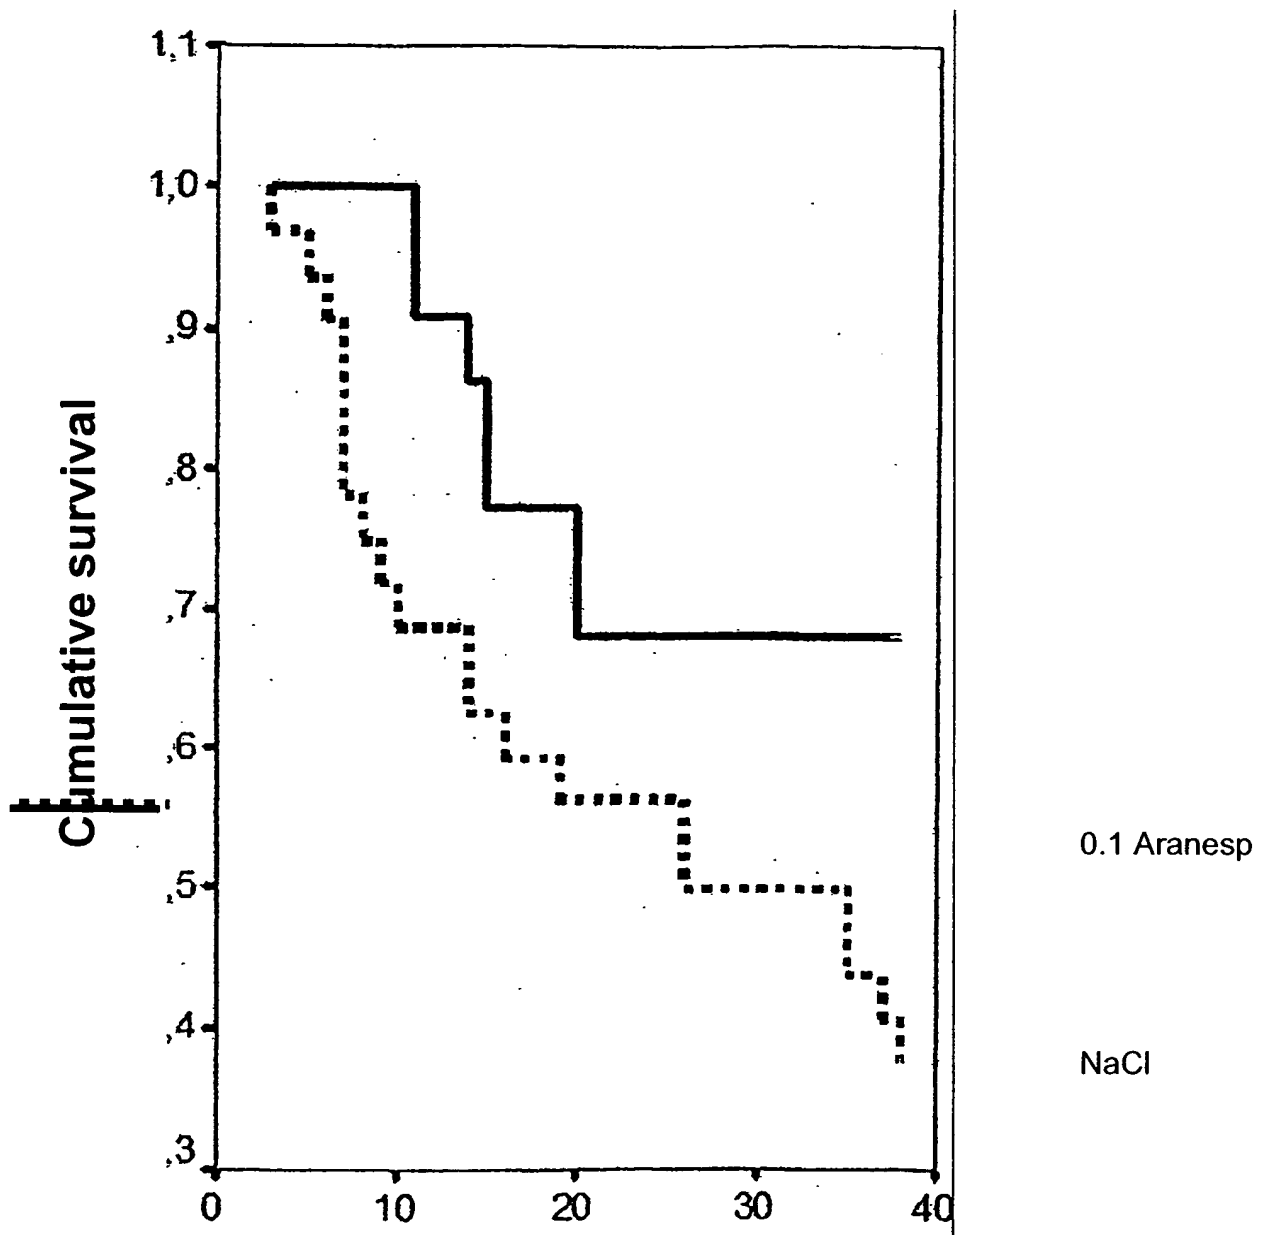 1,1
1,0
,9
,8
,7
,6
,5
,4
,3
Cumulative survival
0 10 20 30 40
0.1 Aranesp
NaCl